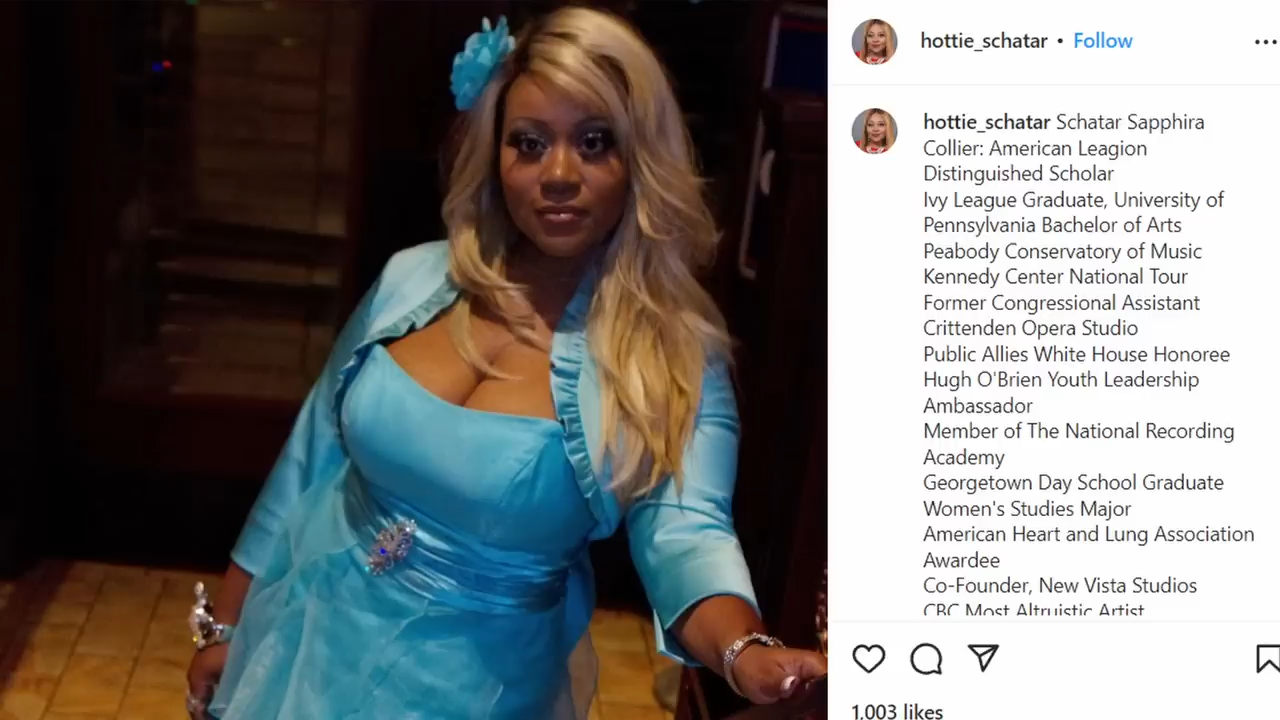 hottie_schatar • Follow
hottie_schatar Schatar Sapphira
Collier: American Leagion
Distinguished Scholar
Ivy League Graduate, University of
Pennsylvania Bachelor of Arts
Peabody Conservatory of Music
Kennedy Center National Tour
Former Congressional Assistant
Crittenden Opera Studio
Public Allies White House Honoree
Hugh O'Brien Youth Leadership
Ambassador
Member of The National Recording
Academy
Georgetown Day School Graduate
Women's Studies Major
American Heart and Lung Association
Awardee
Co-Founder, New Vista Studios
CBC Most Altruistic Artist
1,003 likes